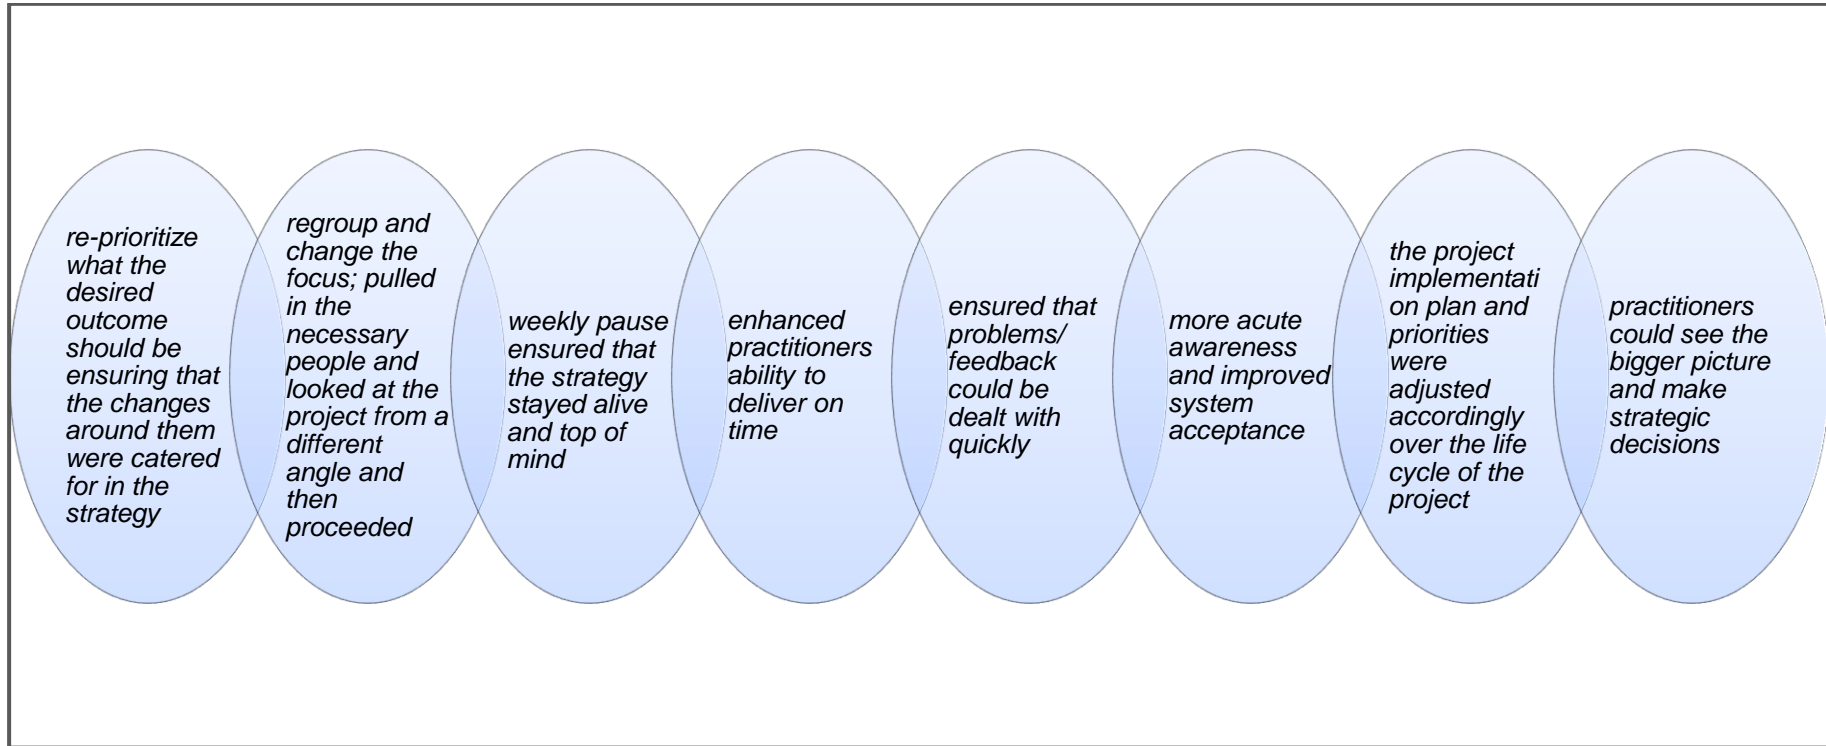 re-prioritize
what the
desired
outcome
should be
ensuring that
the changes
around them
were catered
for in the
strategy
regroup and
change the
focus; pulled
in the
necessary
people and
looked at the
project from a
different
angle and
then
proceeded
weekly pause
ensured that
the strategy
stayed alive
and top of
mind
enhanced
practitioners
ability to
deliver on
time
ensured that
problems/
feedback
could be
dealt with
quickly
more acute
awareness
and improved
system
acceptance
the project
implementati
on plan and
priorities
were
adjusted
accordingly
over the life
cycle of the
project
practitioners
could see the
bigger picture
and make
strategic
decisions